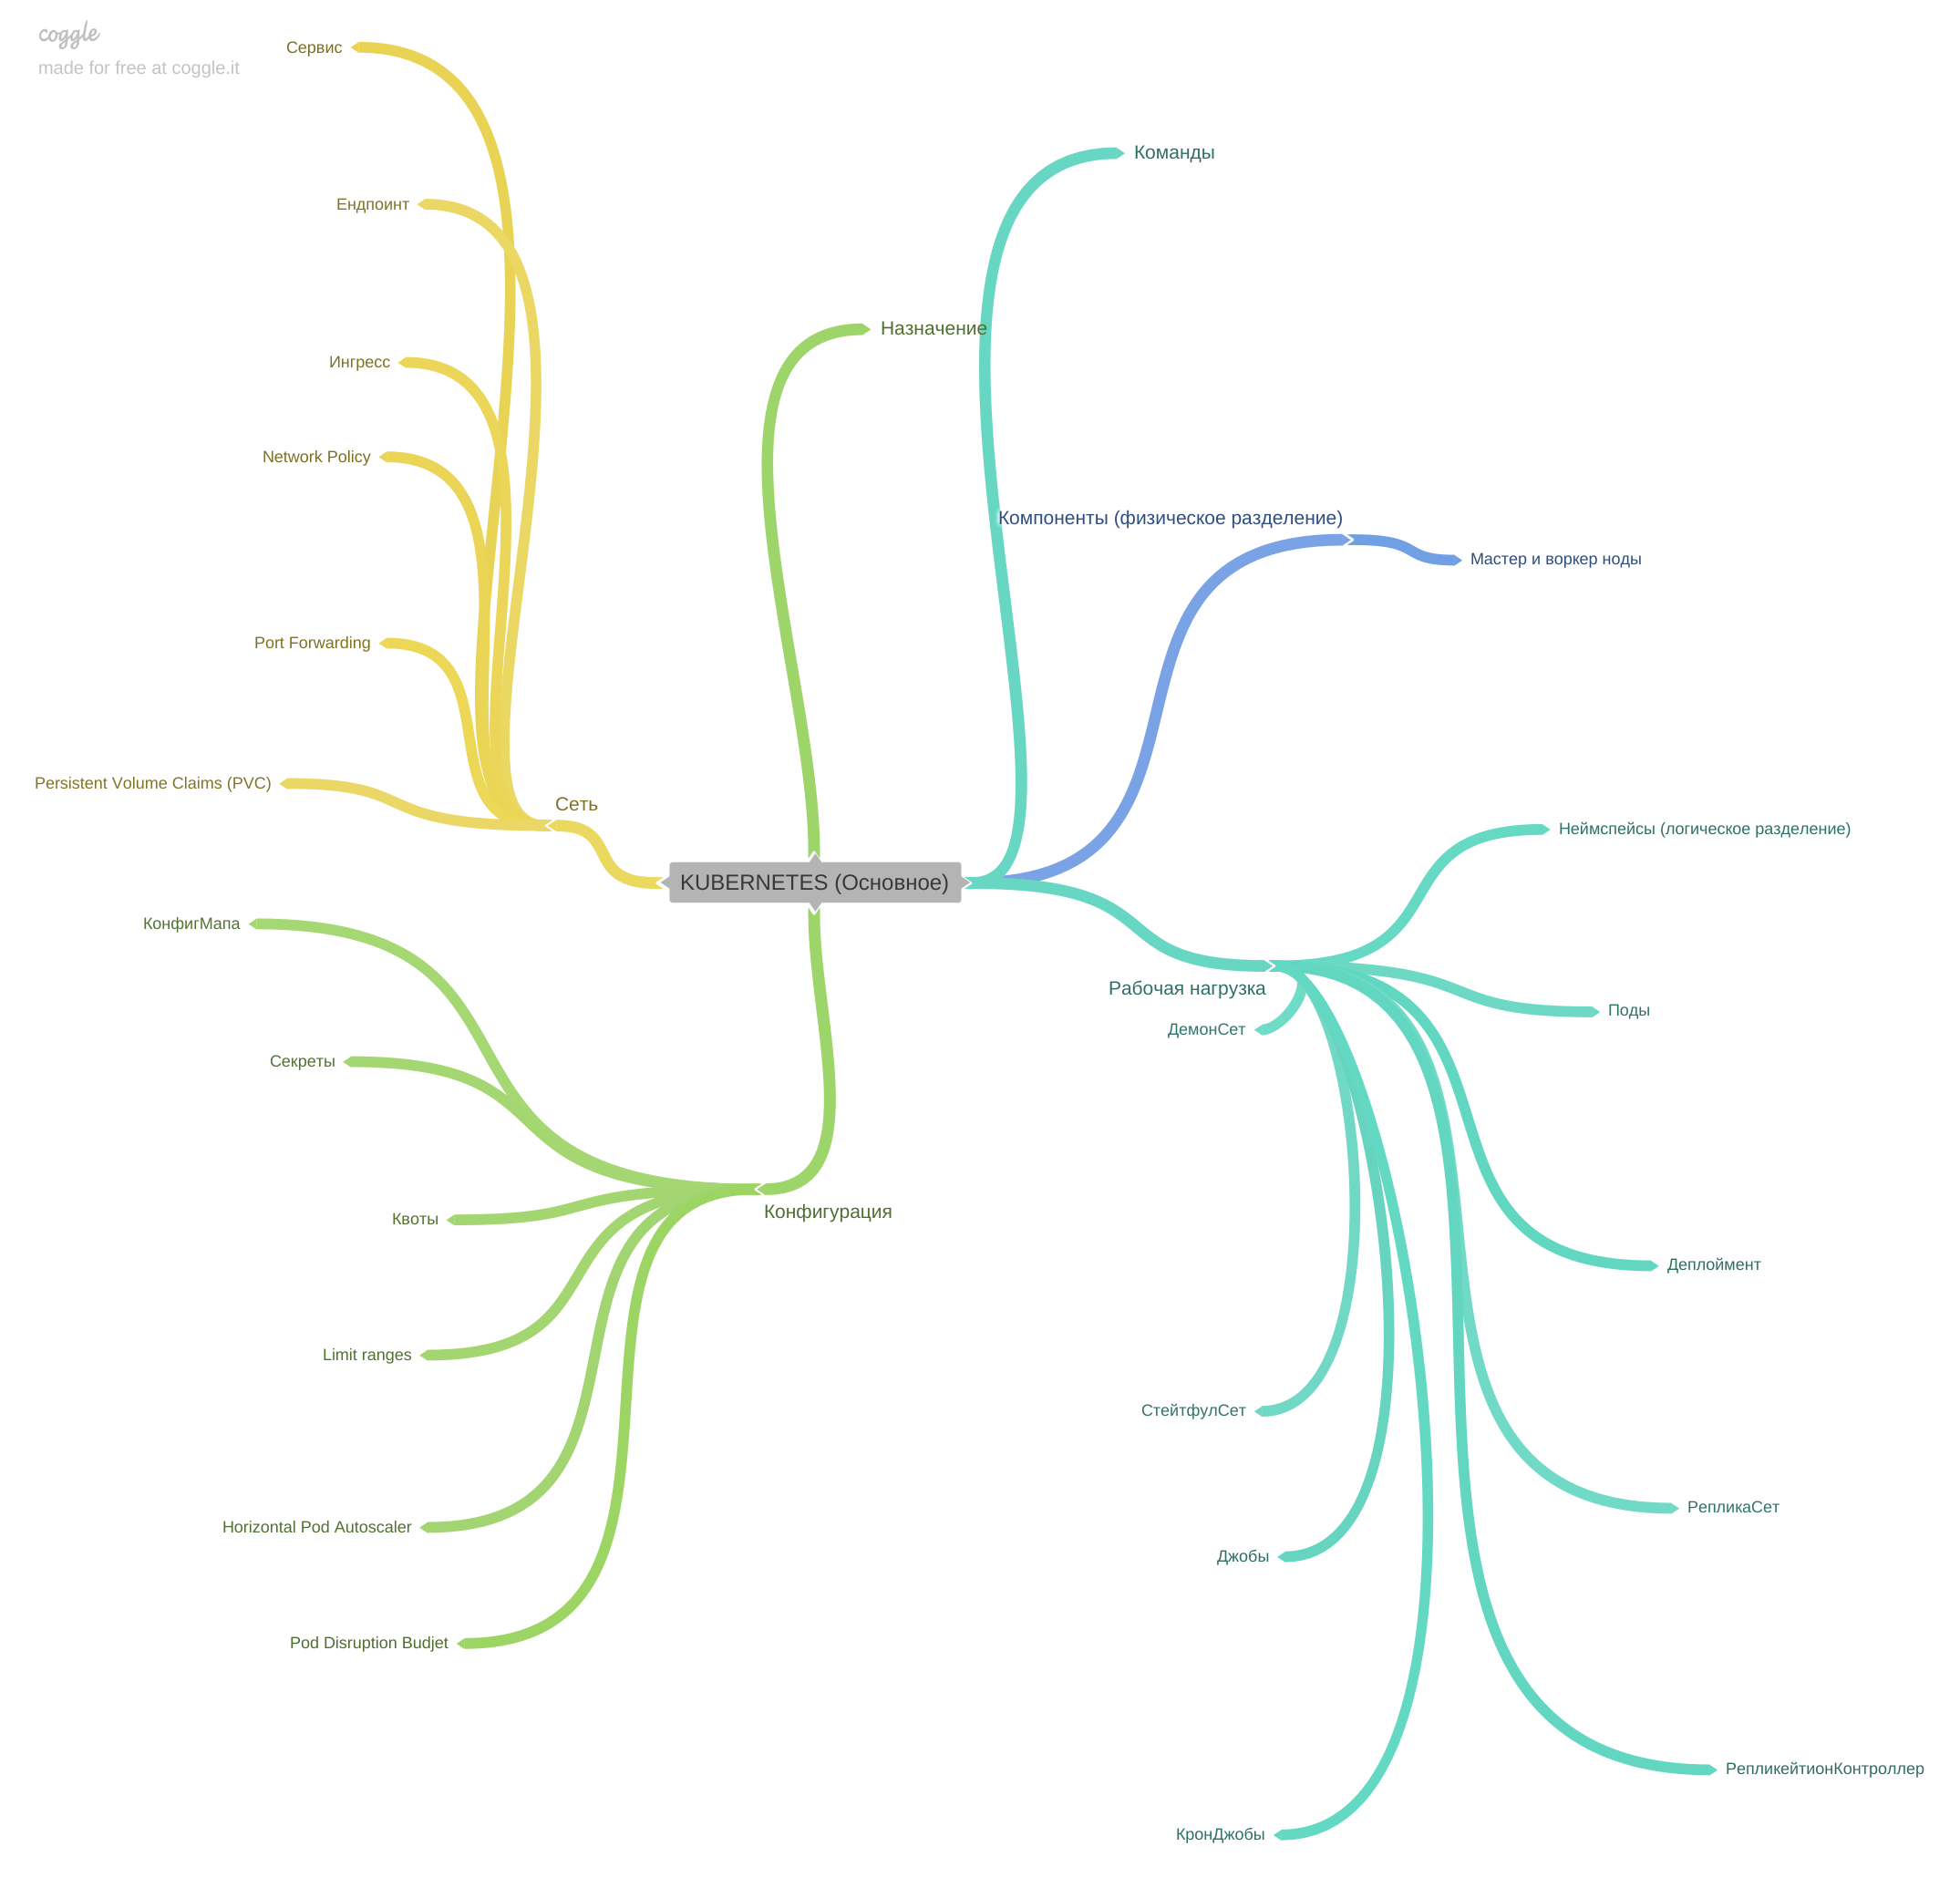 coggle
made for free at coggle.it
Сервис
Ендпоинт
Ингресс
Network Policy
Port Forwarding
Persistent Volume Claims (PVC)
Сеть
Команды
Назначение
Компоненты (физическое разделение)
Мастер и воркер ноды
KUBERNETES (Основное)
Неймспейсы (логическое разделение)
Рабочая нагрузка
Поды
ДемонСет
Деплоймент
СтейтфулСет
РепликаСет
Джобы
РепликейтионКонтроллер
КронДжобы
КонфигМапа
Секреты
Квоты
Конфигурация
Limit ranges
Horizontal Pod Autoscaler
Pod Disruption Budjet